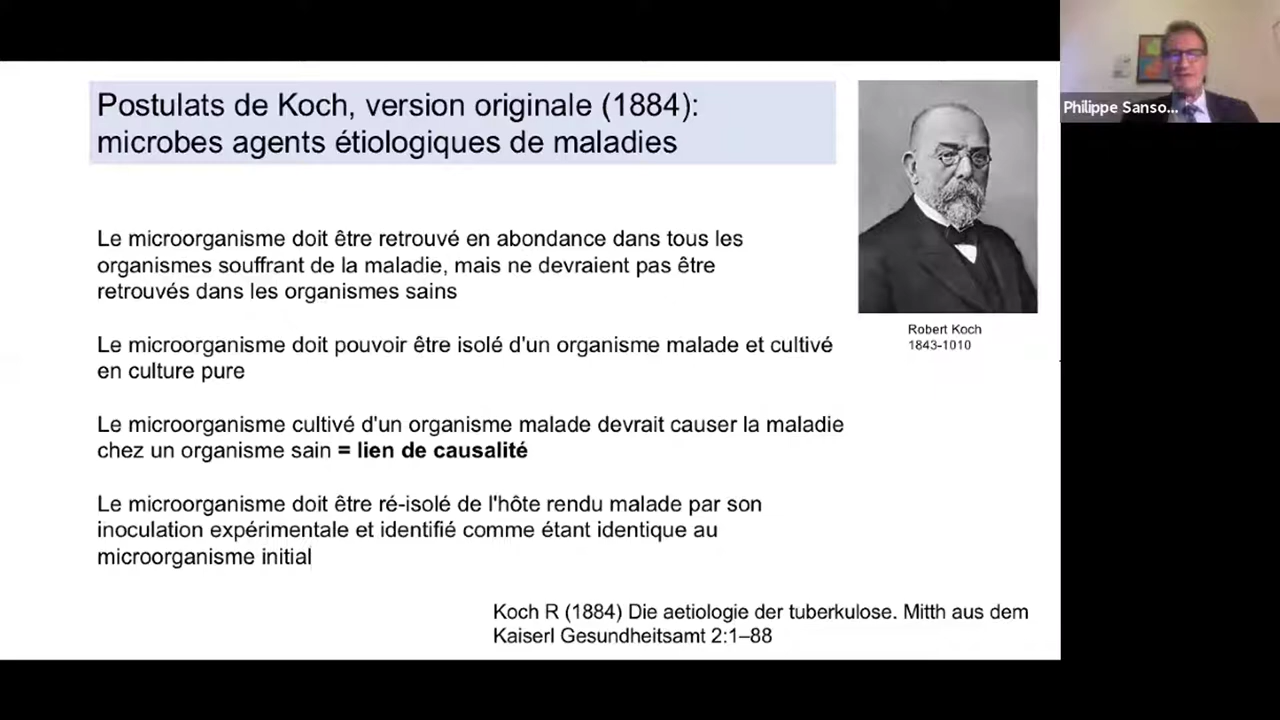 Postulats de Koch, version originale (1884):
microbes agents étiologiques de maladies
Philippe Sanso...
Le microorganisme doit être retrouvé en abondance dans tous les
organismes souffrant de la maladie, mais ne devraient pas être
retrouvés dans les organismes sains
Robert Koch
1843-1010
Le microorganisme doit pouvoir être isolé d'un organisme malade et cultivé
en culture pure
Le microorganisme cultivé d'un organisme malade devrait causer la maladie
chez un organisme sain = lien de causalité
Le microorganisme doit être ré-isolé de l'hôte rendu malade par son
inoculation expérimentale et identifié comme étant identique au
microorganisme initial
Koch R (1884) Die aetiologie der tuberkulose. Mitth aus dem
Kaiserl Gesundheitsamt 2:1–88